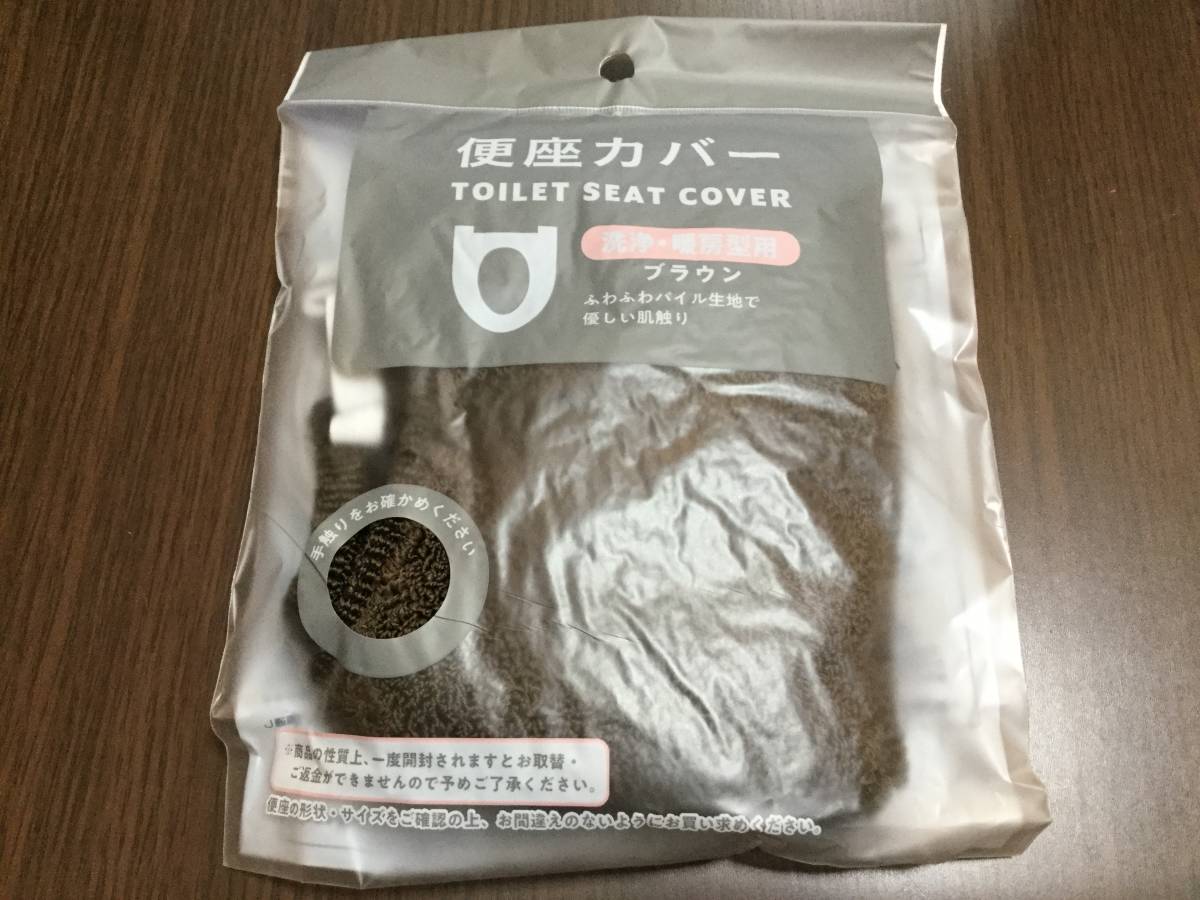 便座カバー
TOILET SEAT COVER
洗浄・暖房型用
ブラウン
ふわふわパイル生地で
優しい肌触り
手触りをお確かめください
※商品の性質上、一度開封されますとお取替・
ご返金ができませんので予めご了承ください。
便座の形状・サイズをご確認の上、お間違えのないようにお買い求めください。